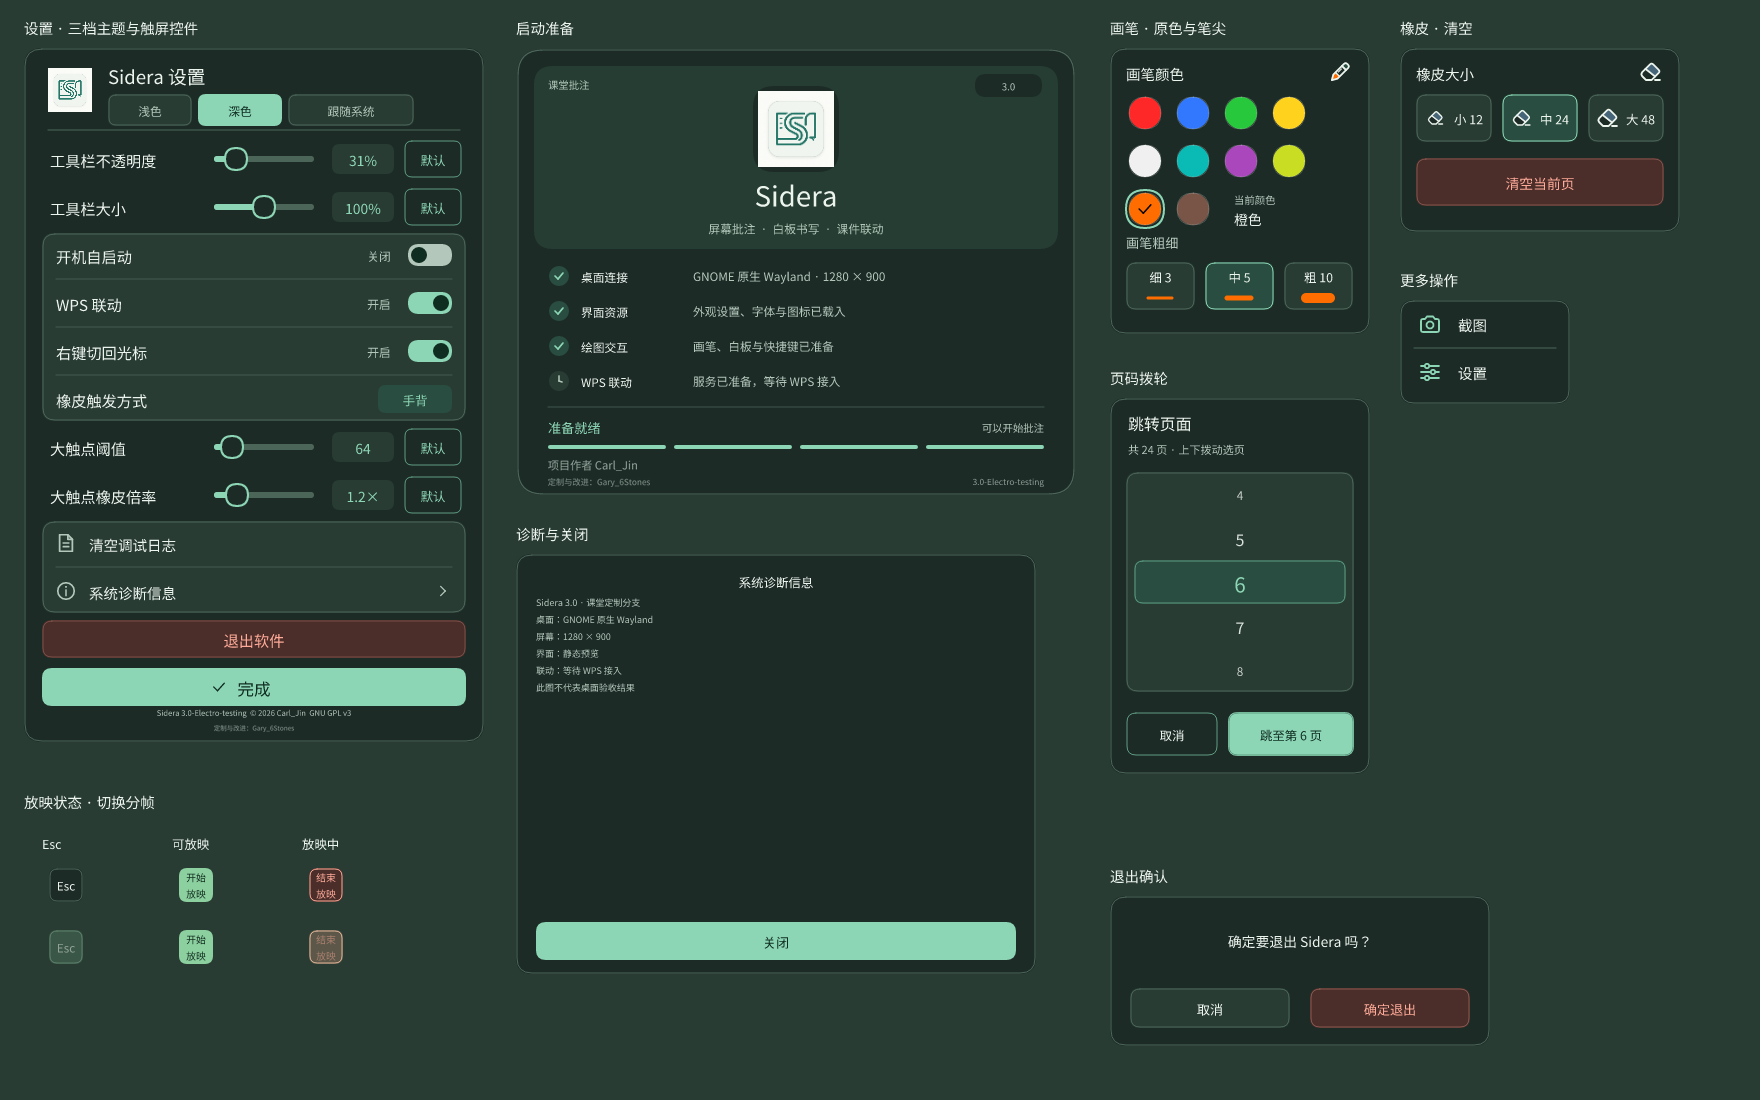 设置 · 三档主题与触屏控件
Sidera 设置
浅色
深色
跟随系统
工具栏不透明度
31%
默认
工具栏大小
100%
默认
开机自启动
关闭
WPS 联动
开启
右键切回光标
开启
橡皮触发方式
手背
大触点阈值
64
默认
大触点橡皮倍率
1.2×
默认
清空调试日志
系统诊断信息
退出软件
完成
Sidera 3.0-Electro-testing © 2026 Carl_Jin GNU GPL v3
定制与改进：Gary_6Stones
放映状态 · 切换分帧
Esc
可放映
放映中
Esc
开始
放映
结束
放映
Esc
开始
放映
结束
放映
启动准备
课堂批注
3.0
Sidera
屏幕批注 · 白板书写 · 课件联动
桌面连接
GNOME 原生 Wayland · 1280 × 900
界面资源
外观设置、字体与图标已载入
绘图交互
画笔、白板与快捷键已准备
WPS 联动
服务已准备，等待 WPS 接入
准备就绪
可以开始批注
项目作者 Carl_Jin
定制与改进：Gary_6Stones
3.0-Electro-testing
诊断与关闭
系统诊断信息
Sidera 3.0 · 课堂定制分支
桌面：GNOME 原生 Wayland
屏幕：1280 × 900
界面：静态预览
联动：等待 WPS 接入
此图不代表桌面验收结果
关闭
画笔 · 原色与笔尖
画笔颜色
当前颜色
橙色
画笔粗细
细 3
中 5
粗 10
页码拨轮
跳转页面
共 24 页 · 上下拨动选页
4
5
6
7
8
取消
跳至第 6 页
橡皮 · 清空
橡皮大小
小 12
中 24
大 48
清空当前页
更多操作
截图
设置
退出确认
确定要退出 Sidera 吗？
取消
确定退出